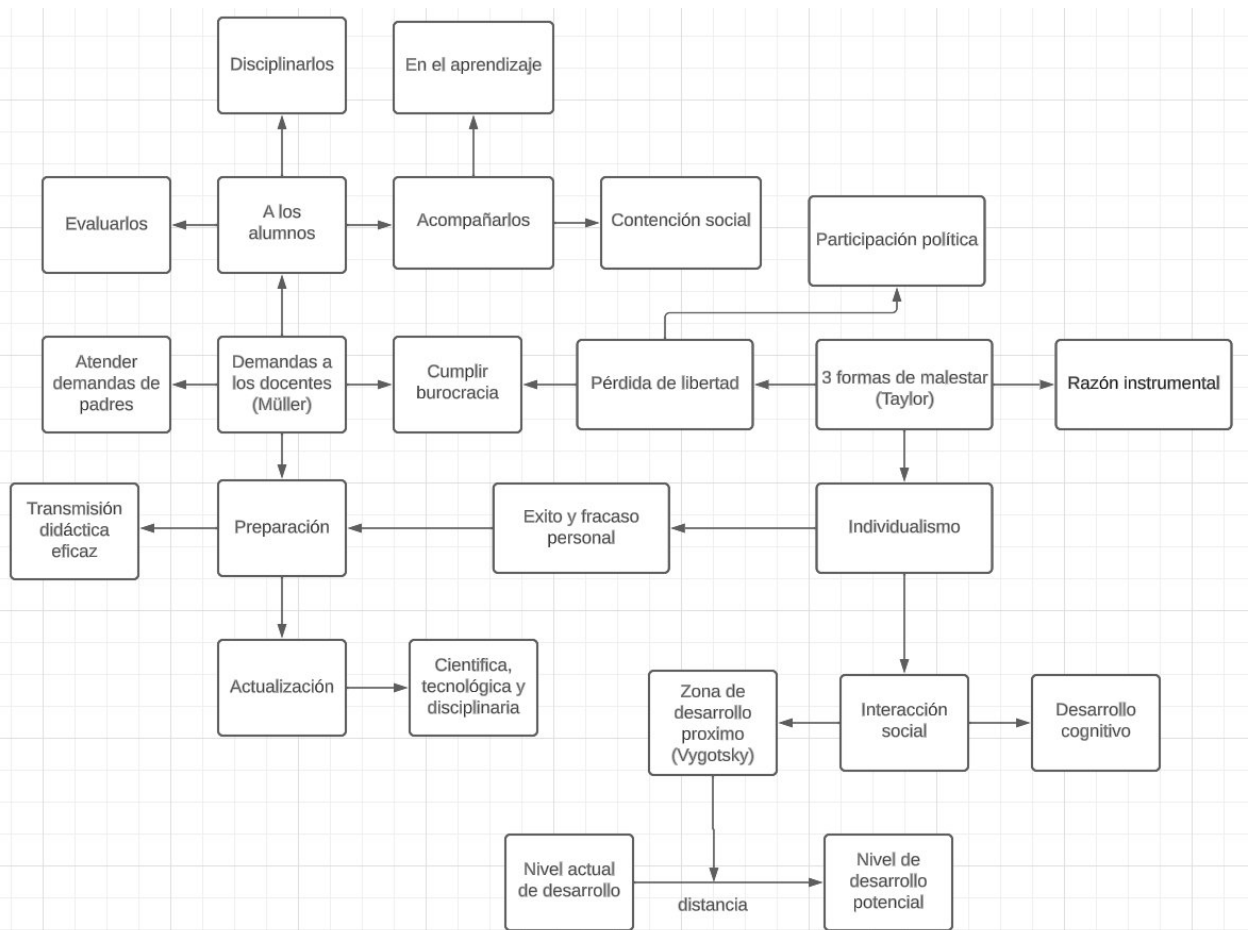 Disciplinarlos
En el aprendizaje
Evaluarlos
A los
alumnos
Acompañarlos
Contención social
Participación política
Atender
demandas de
padres
Demandas a
los docentes
(Müller)
Cumplir
burocracia
Pérdida de libertad
3 formas de malestar
(Taylor)
Razón instrumental
Transmisión
didáctica
eficaz
Preparación
Exito y fracaso
personal
Individualismo
Actualización
Cientifica,
tecnológica y
disciplinaria
Zona de
desarrollo
proximo
(Vygotsky)
Interacción
social
Desarrollo
cognitivo
Nivel actual
de desarrollo
distancia
Nivel de
desarrollo
potencial